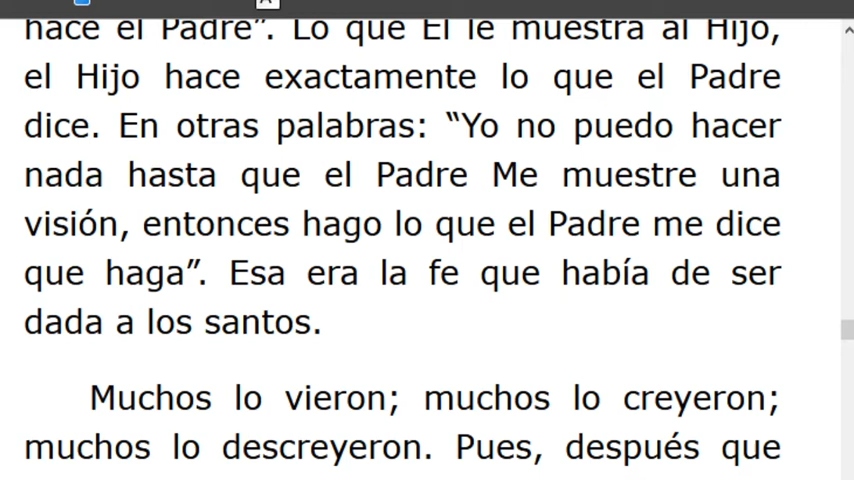 hace el Padre”. Lo que Él le muestra al Hijo,
el Hijo hace exactamente lo que el Padre
dice. En otras palabras: “Yo no puedo hacer
nada hasta que el Padre Me muestre una
visión, entonces hago lo que el Padre me dice
que haga”. Esa era la fe que había de ser
dada a los santos.
Muchos lo vieron; muchos lo creyeron;
muchos lo descreyeron. Pues, después que